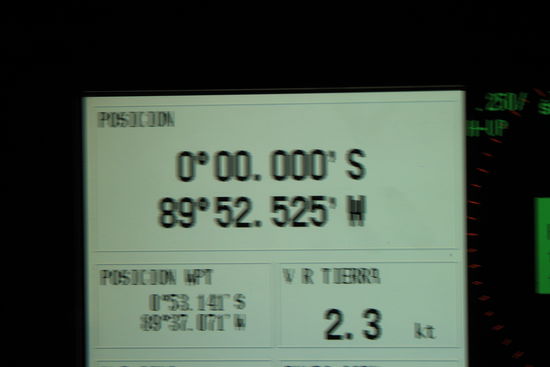 POSICION
0°00.000' S
89°52.525' W
POSICION WPT
0°53.141' S
89°37.071' W
V R TIERRA
2.3 kt
H-UP